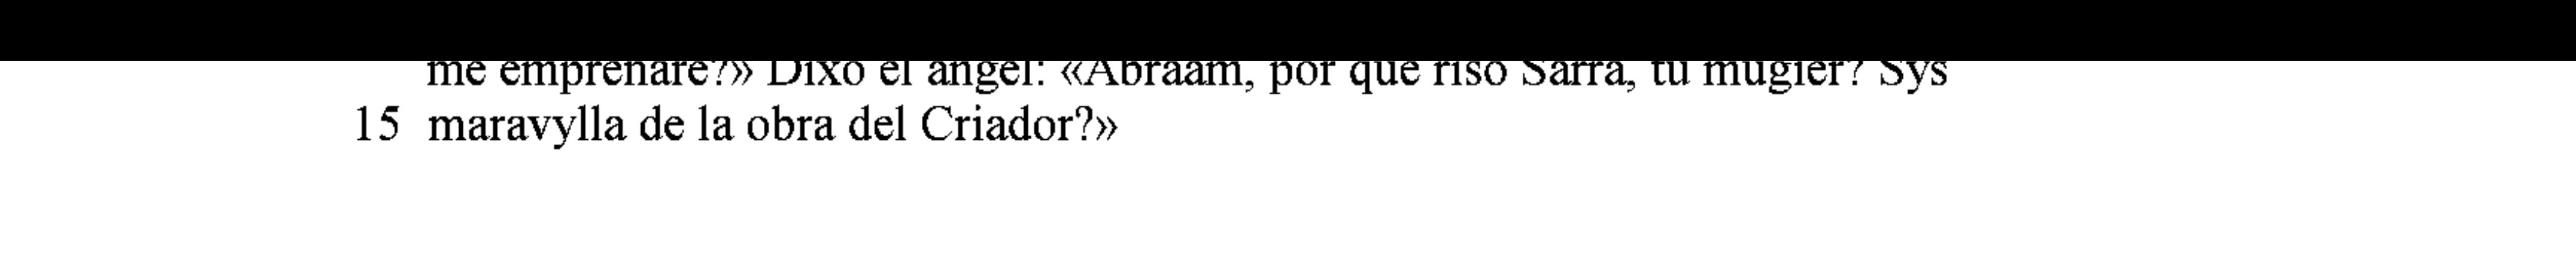 me emprenare?» Dixo el angel: «Abraam, por que riso Sarra, tu mugier? Sys
15 maravylla de la obra del Criador?»